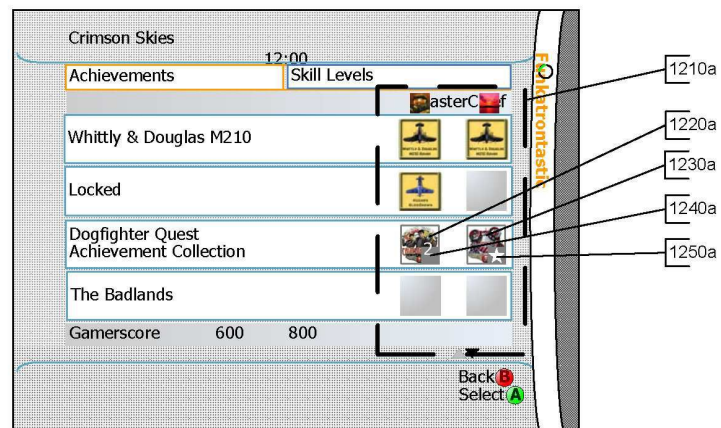 Crimson Skies
12:00
Achievements
Skill Levels
asterC f
Whittly & Douglas M210
Locked
Dogfighter Quest
Achievement Collection
2
The Badlands
Gamerscore 600 800
Back B
Select A
1210a
1220a
1230a
1240a
1250a